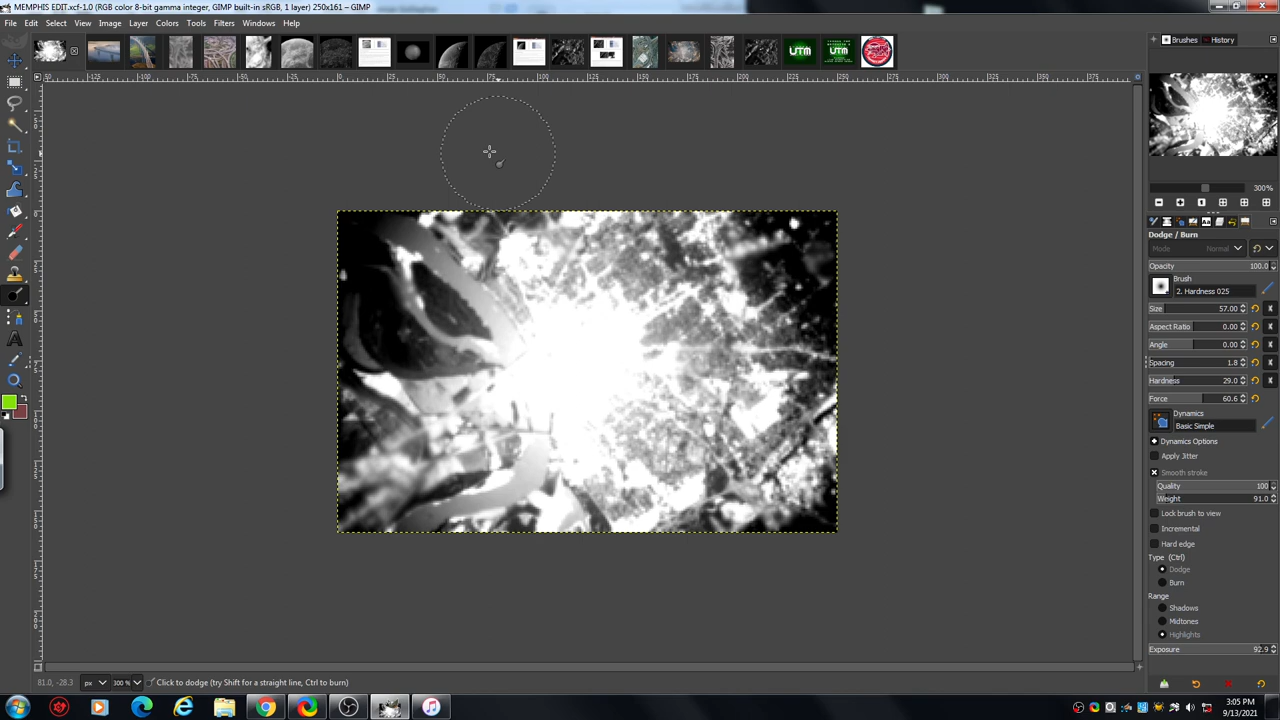 MEMPHIS EDIT.xcf-1.0 (RGB color 8-bit gamma integer, GIMP built-in sRGB, 1 layer) 250x161 – GIMP
File Edit Select View Image Layer Colors Tools Filters Windows Help
Brushes History
UTM UTM
300%
Dodge / Burn
Mode Normal
Opacity 100.0
Brush
2. Hardness 025
Size 57.00
Aspect Ratio 0.00
Angle 0.00
Spacing 1.8
Hardness 29.0
Force 60.6
Dynamics
Basic Simple
Dynamics Options
Apply Jitter
Smooth stroke
Quality 100
Weight 91.0
Lock brush to view
Incremental
Hard edge
Type (Ctrl)
Dodge
Burn
Range
Shadows
Midtones
Highlights
Exposure 92.9
81.0, -28.3 px 300 % Click to dodge (try Shift for a straight line, Ctrl to burn)
3:05 PM
9/13/2021